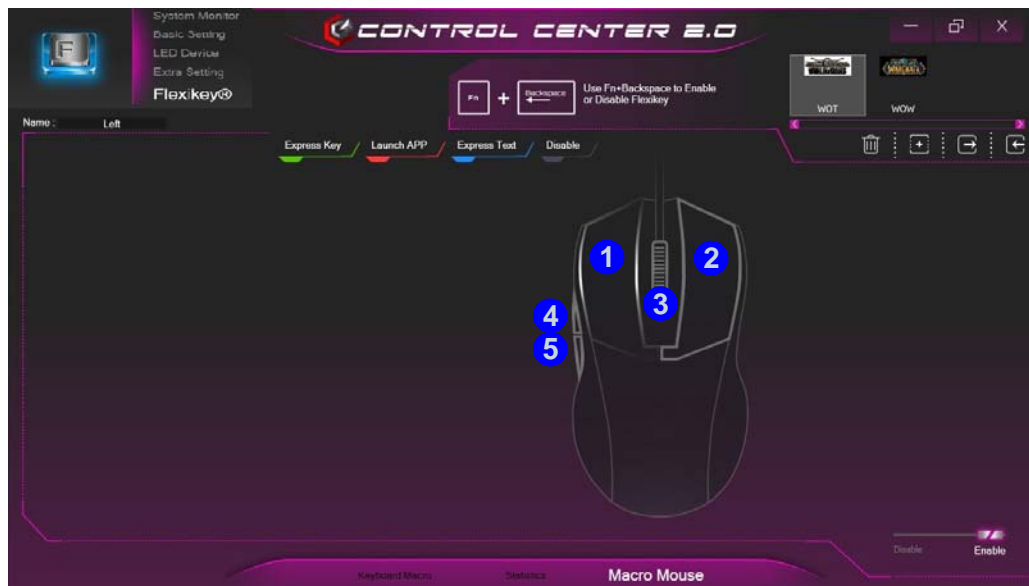 System Monitor
Basic Setting
LED Device
Extra Setting
Flexikey®
F
CONTROL CENTER 2.0
Fn + Backspace
Use Fn+Backspace to Enable
or Disable Flexikey
WOT WOW
Name : Left
Express Key Launch APP Express Text Disable
1 2
3
4
5
Disable Enable
Keyboard Macro Statistics Macro Mouse